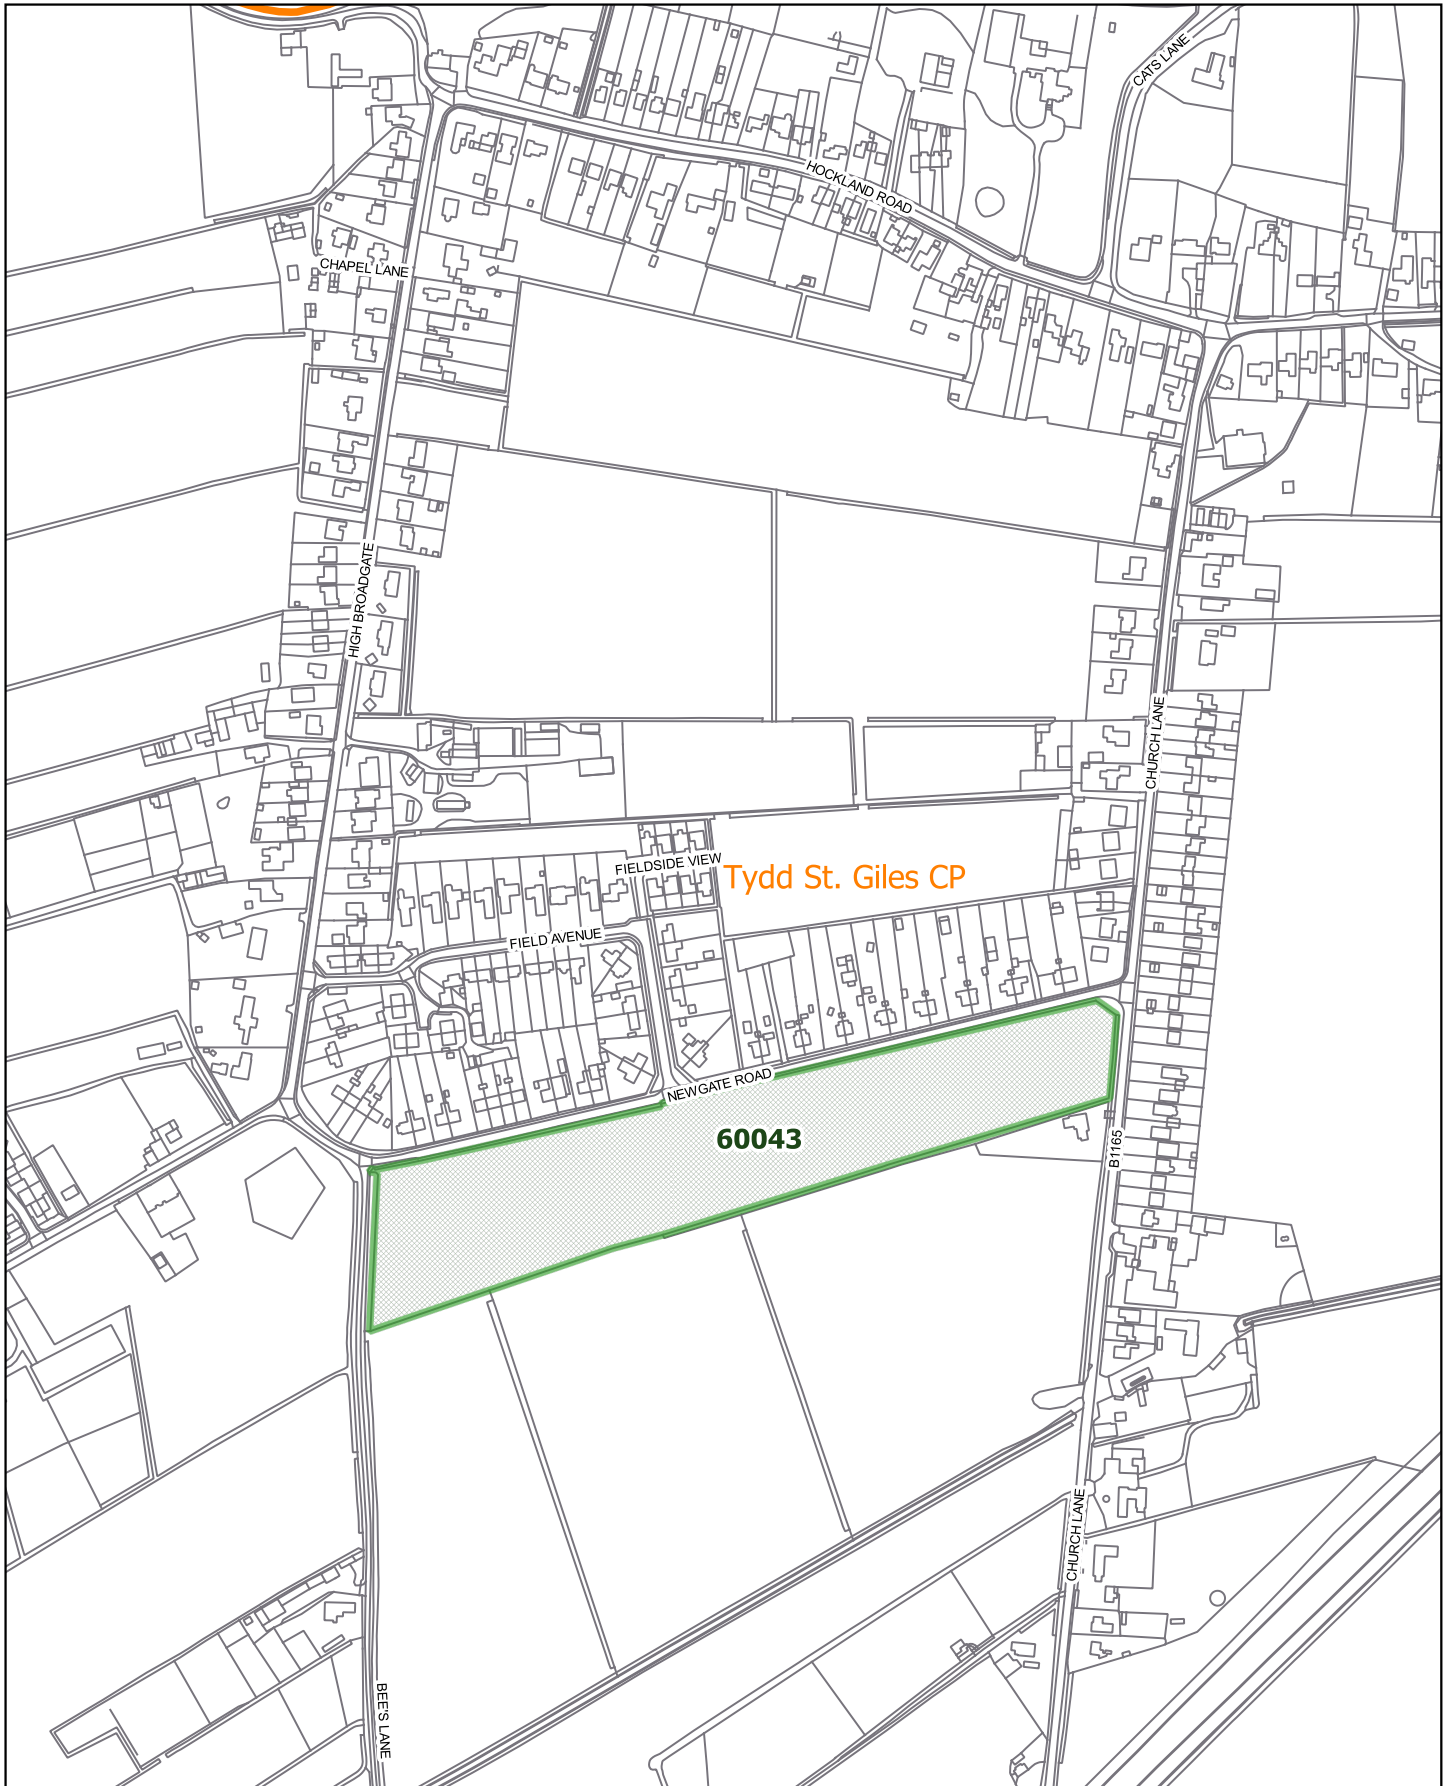 CATS LANE
HOCKLAND ROAD
CHAPEL LANE
HIGH BROADGATE
CHURCH LANE
FIELDSIDE VIEW
Tydd St. Giles CP
FIELD AVENUE
NEWGATE ROAD
60043
B1165
CHURCH LANE
BEE'S LANE